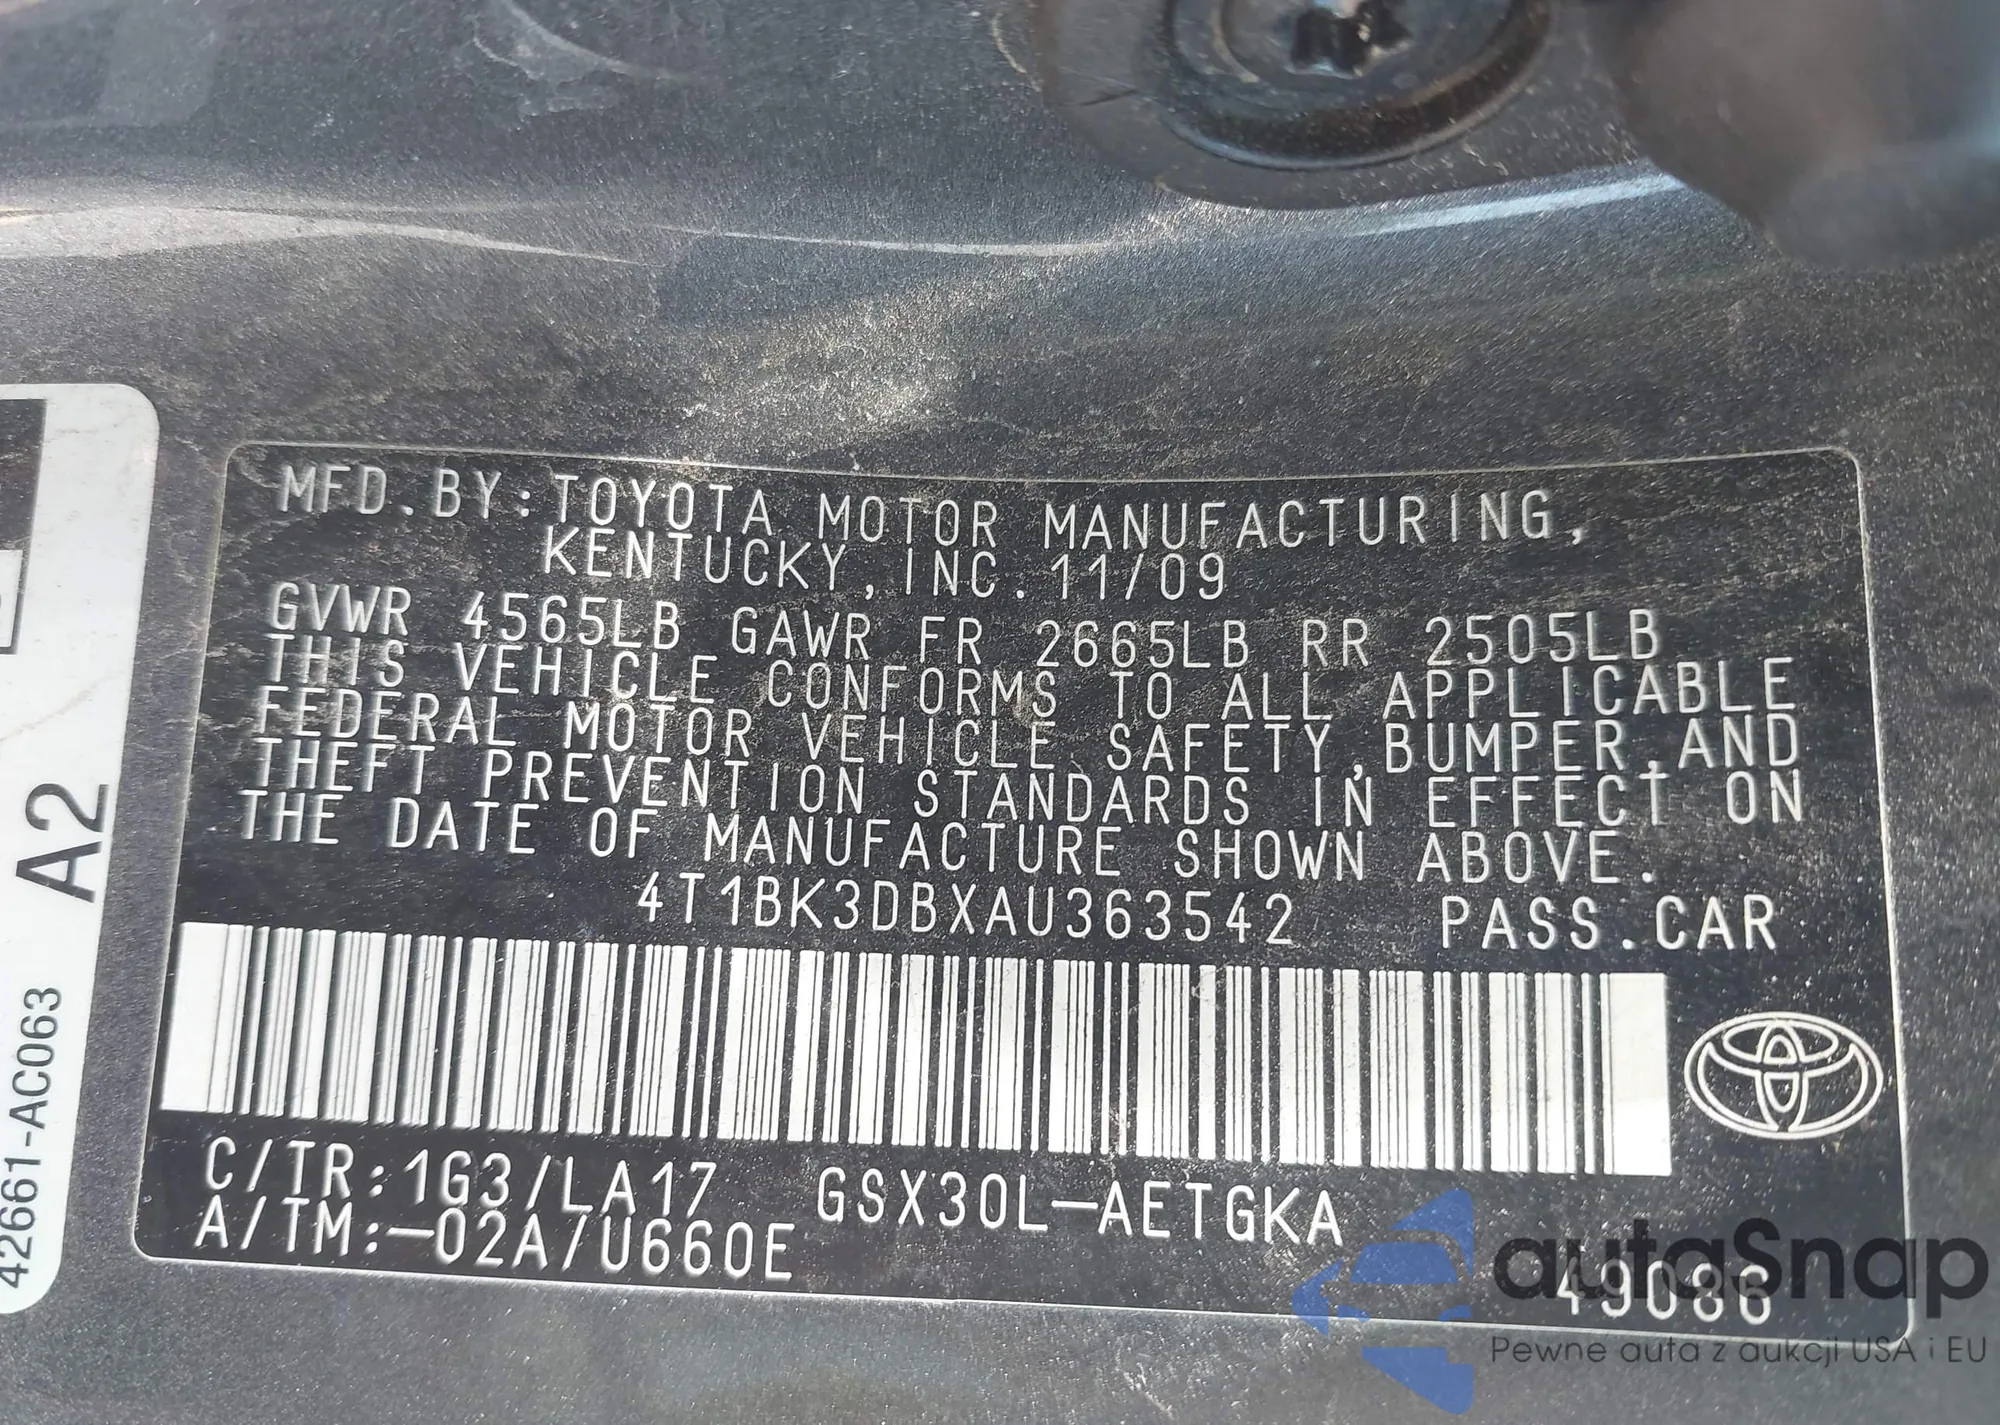 MFD.BY:TOYOTA MOTOR MANUFACTURING,
KENTUCKY,INC. 11/09
GVWR 4565LB GAWR FR 2665LB RR 2505LB
THIS VEHICLE CONFORMS TO ALL APPLICABLE
FEDERAL MOTOR VEHICLE SAFETY,BUMPER,AND
THEFT PREVENTION STANDARDS IN EFFECT ON
THE DATE OF MANUFACTURE SHOWN ABOVE.
4T1BK3DBXAU363542 PASS.CAR
C/TR:1G3/LA17 GSX30L-AETGKA
A/TM:-02A/U660E
49086
A2
42661-AC063
autaSnap
Pewne auta z aukcji USA i EU